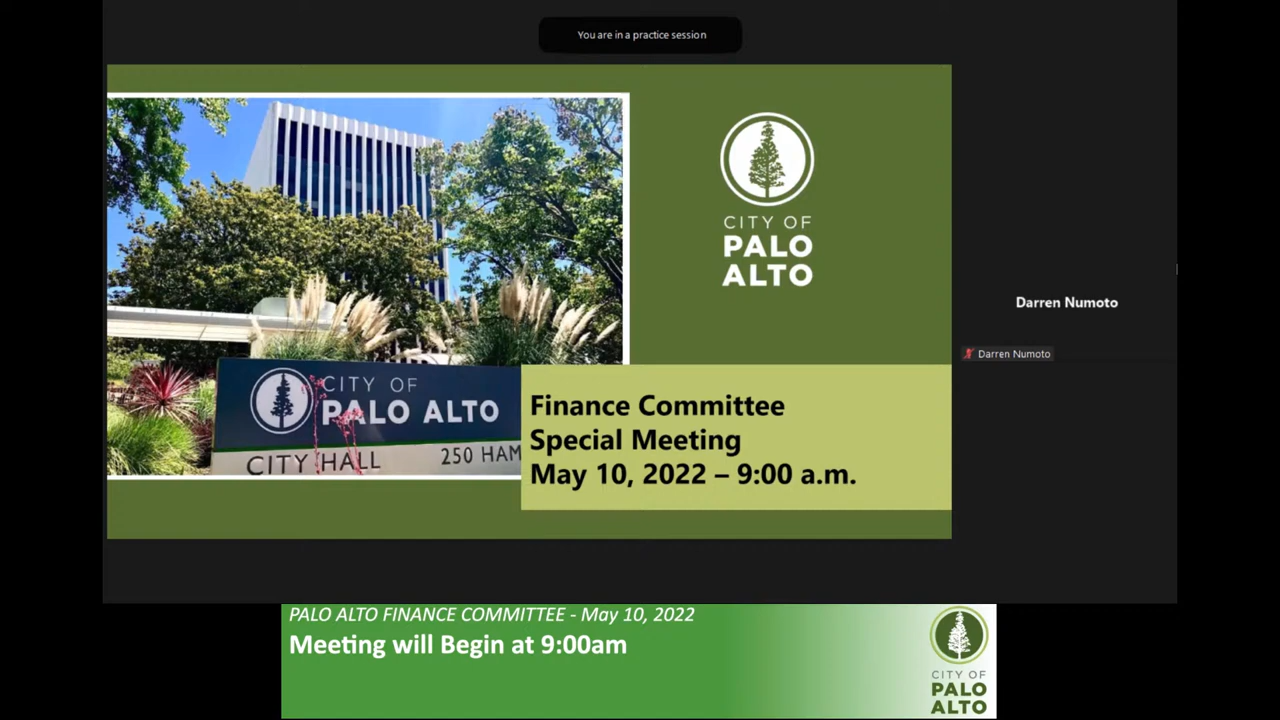 You are in a practice session
CITY OF
PALO
ALTO
CITY OF
PALO ALTO
CITY HALL
250 HAM
Finance Committee
Special Meeting
May 10, 2022 – 9:00 a.m.
Darren Numoto
Darren Numoto
PALO ALTO FINANCE COMMITTEE - May 10, 2022
Meeting will Begin at 9:00am
CITY OF
PALO
ALTO